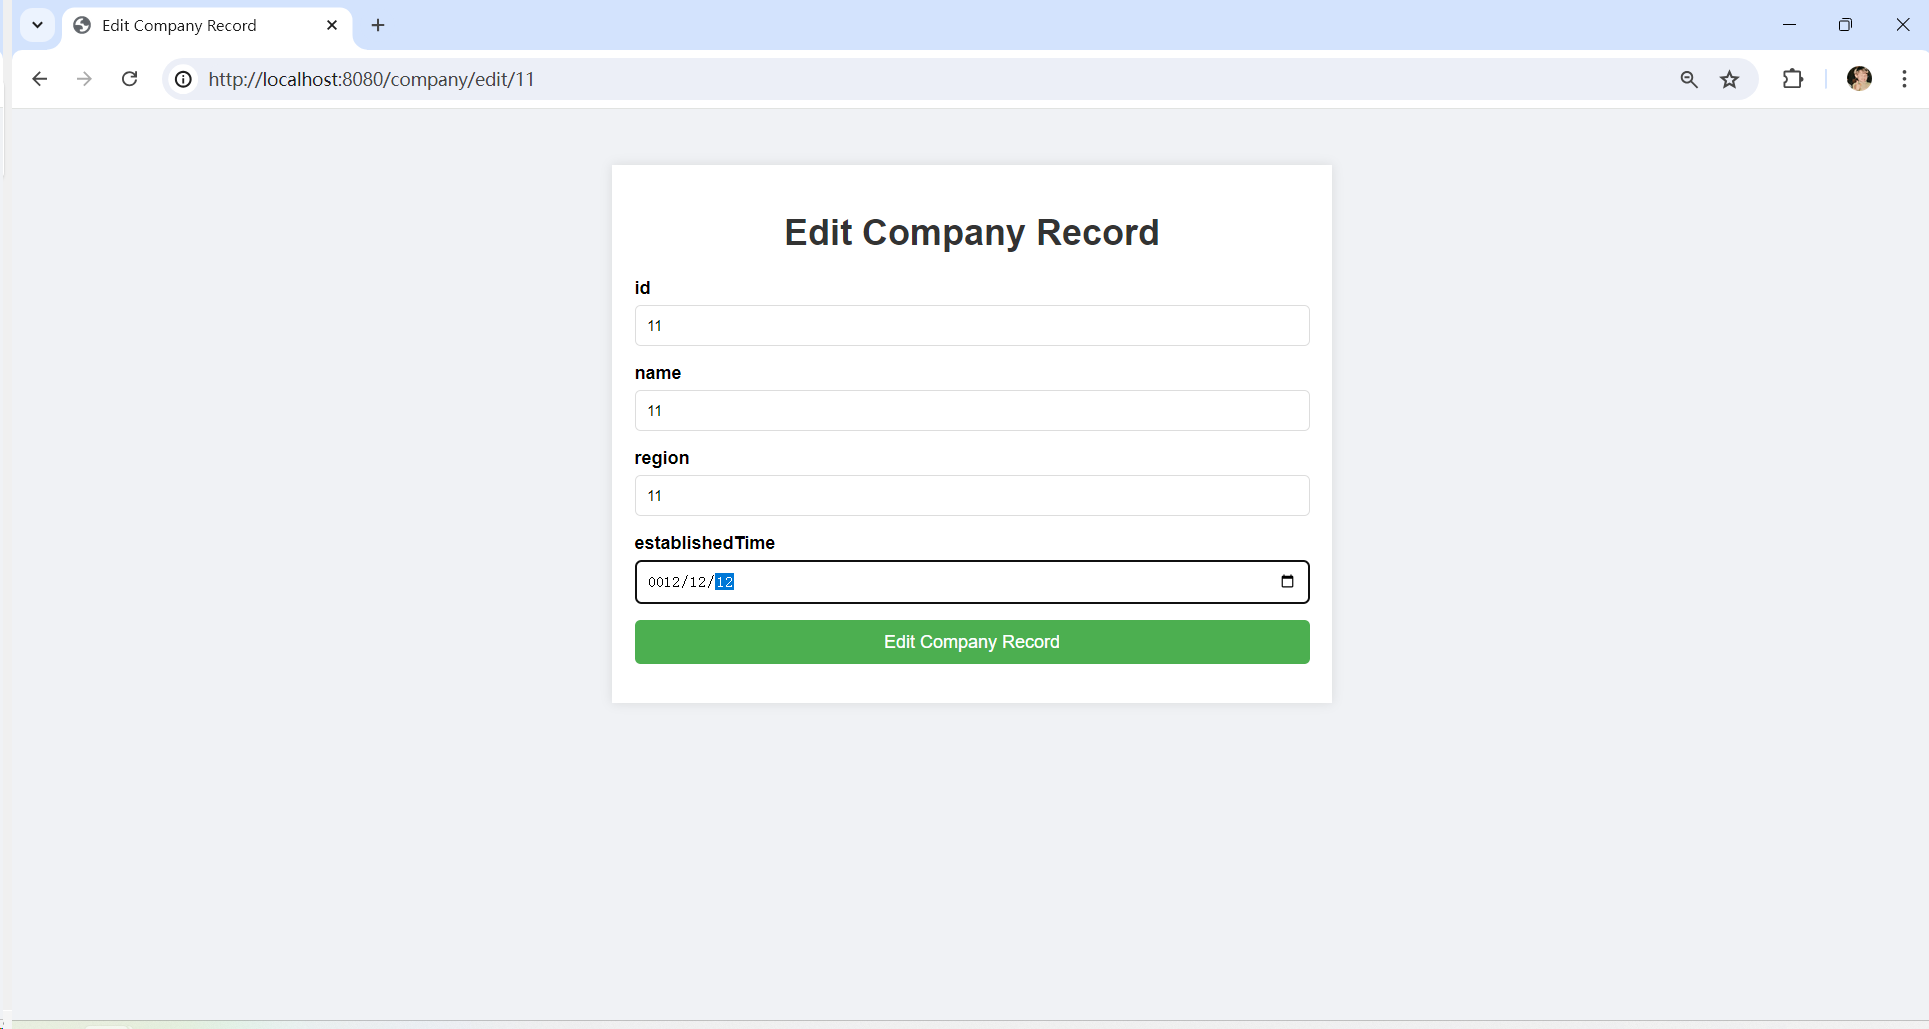 Edit Company Record
http://localhost:8080/company/edit/11
Edit Company Record
id
11
name
11
region
11
establishedTime
0012/12/12
Edit Company Record